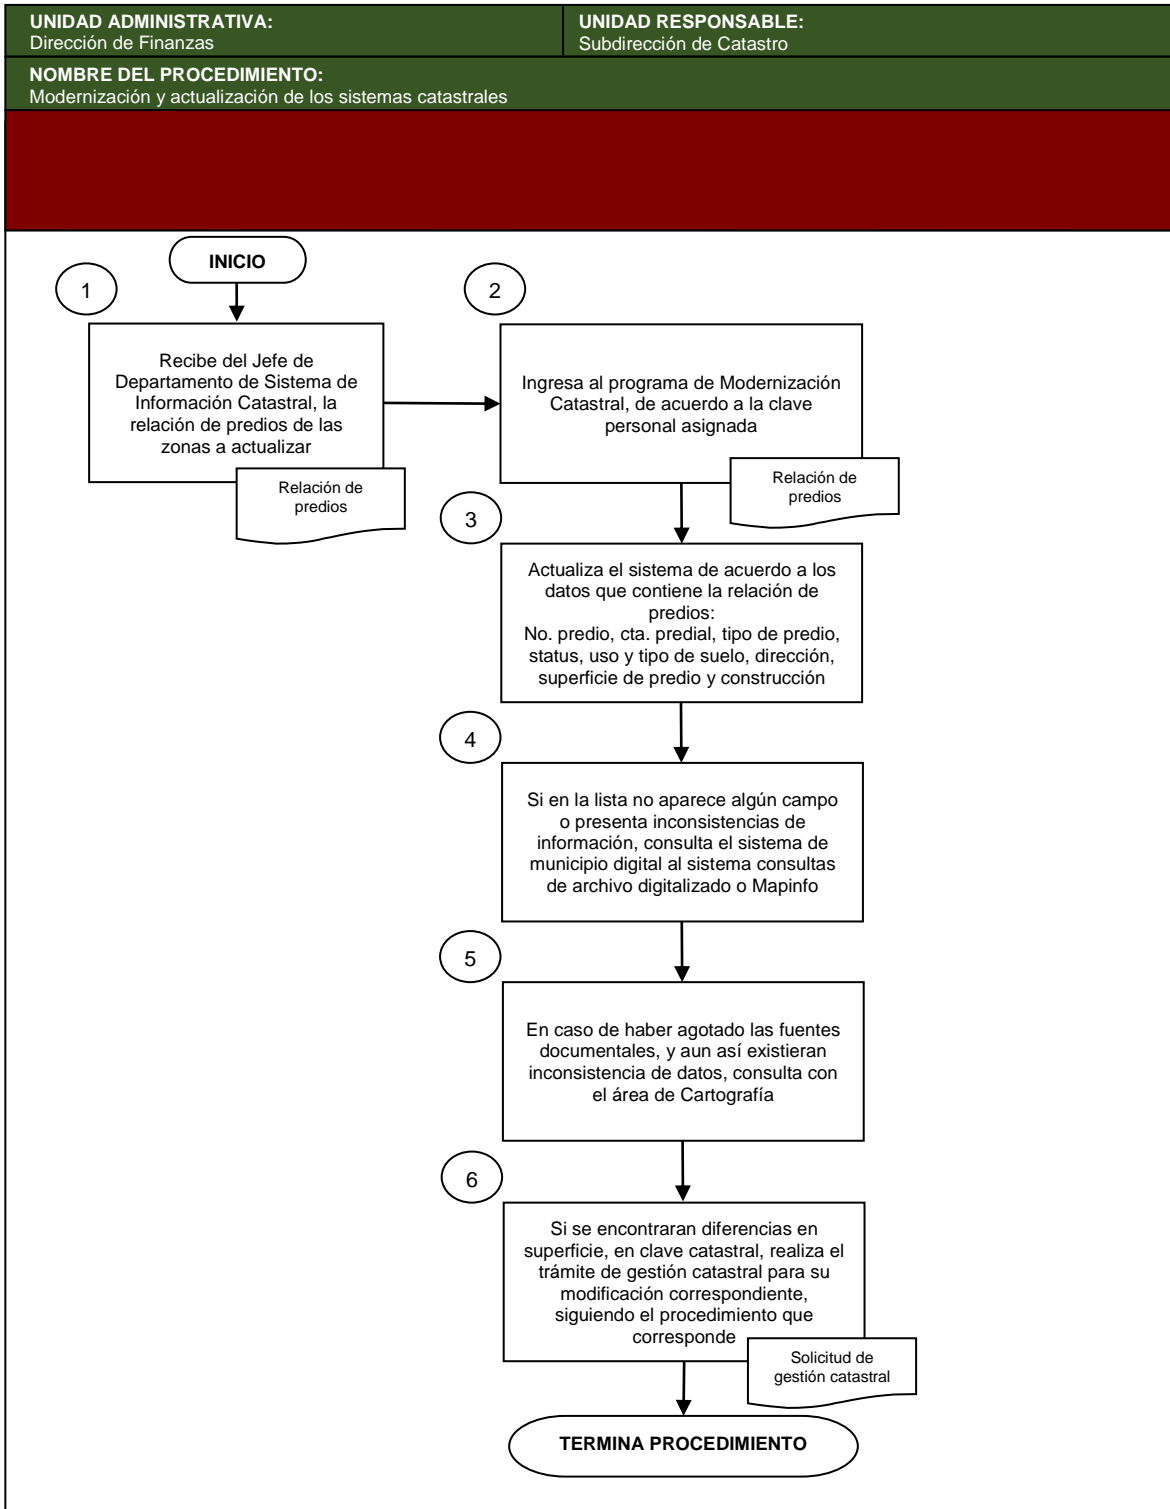 UNIDAD ADMINISTRATIVA:
Dirección de Finanzas
UNIDAD RESPONSABLE:
Subdirección de Catastro
NOMBRE DEL PROCEDIMIENTO:
Modernización y actualización de los sistemas catastrales
INICIO
1
Recibe del Jefe de
Departamento de Sistema de
Información Catastral, la
relación de predios de las
zonas a actualizar
Relación de
predios
2
Ingresa al programa de Modernización
Catastral, de acuerdo a la clave
personal asignada
Relación de
predios
3
Actualiza el sistema de acuerdo a los
datos que contiene la relación de
predios:
No. predio, cta. predial, tipo de predio,
status, uso y tipo de suelo, dirección,
superficie de predio y construcción
4
Si en la lista no aparece algún campo
o presenta inconsistencias de
información, consulta el sistema de
municipio digital al sistema consultas
de archivo digitalizado o Mapinfo
5
En caso de haber agotado las fuentes
documentales, y aun así existieran
inconsistencia de datos, consulta con
el área de Cartografía
6
Si se encontraran diferencias en
superficie, en clave catastral, realiza el
trámite de gestión catastral para su
modificación correspondiente,
siguiendo el procedimiento que
corresponde
Solicitud de
gestión catastral
TERMINA PROCEDIMIENTO